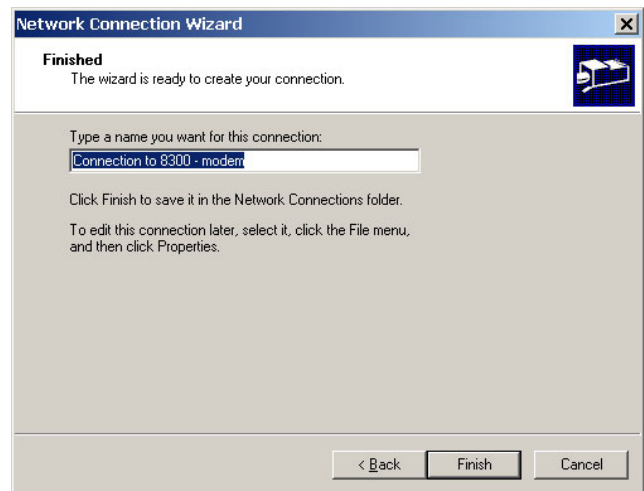 Network Connection Wizard
Finished
The wizard is ready to create your connection.
Type a name you want for this connection:
Connection to 8300 - modem
Click Finish to save it in the Network Connections folder.
To edit this connection later, select it, click the File menu,
and then click Properties.
< Back Finish Cancel